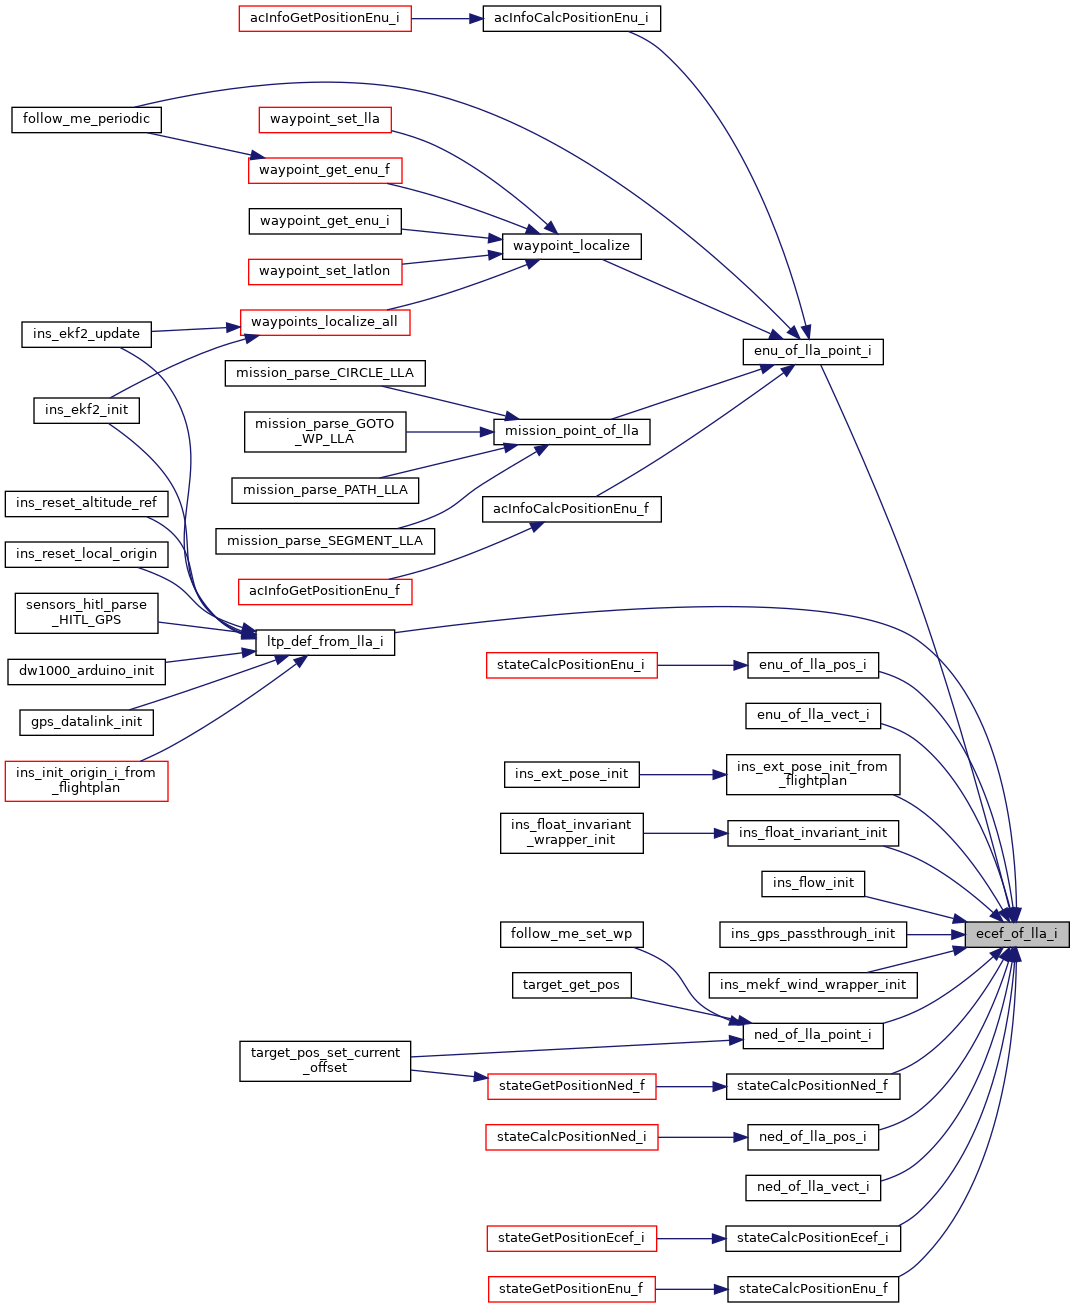 acInfoGetPositionEnu_i
acInfoCalcPositionEnu_i
follow_me_periodic
waypoint_set_lla
waypoint_get_enu_f
waypoint_get_enu_i
waypoint_localize
waypoint_set_latlon
waypoints_localize_all
ins_ekf2_update
enu_of_lla_point_i
mission_parse_CIRCLE_LLA
ins_ekf2_init
mission_parse_GOTO
_WP_LLA
mission_point_of_lla
mission_parse_PATH_LLA
ins_reset_altitude_ref
acInfoCalcPositionEnu_f
mission_parse_SEGMENT_LLA
ins_reset_local_origin
acInfoGetPositionEnu_f
sensors_hitl_parse
_HITL_GPS
ltp_def_from_lla_i
dw1000_arduino_init
stateCalcPositionEnu_i
enu_of_lla_pos_i
gps_datalink_init
enu_of_lla_vect_i
ins_init_origin_i_from
_flightplan
ins_ext_pose_init
ins_ext_pose_init_from
_flightplan
ins_float_invariant
_wrapper_init
ins_float_invariant_init
ins_flow_init
follow_me_set_wp
ins_gps_passthrough_init
ecef_of_lla_i
target_get_pos
ins_mekf_wind_wrapper_init
ned_of_lla_point_i
target_pos_set_current
_offset
stateGetPositionNed_f
stateCalcPositionNed_f
stateCalcPositionNed_i
ned_of_lla_pos_i
ned_of_lla_vect_i
stateGetPositionEcef_i
stateCalcPositionEcef_i
stateGetPositionEnu_f
stateCalcPositionEnu_f